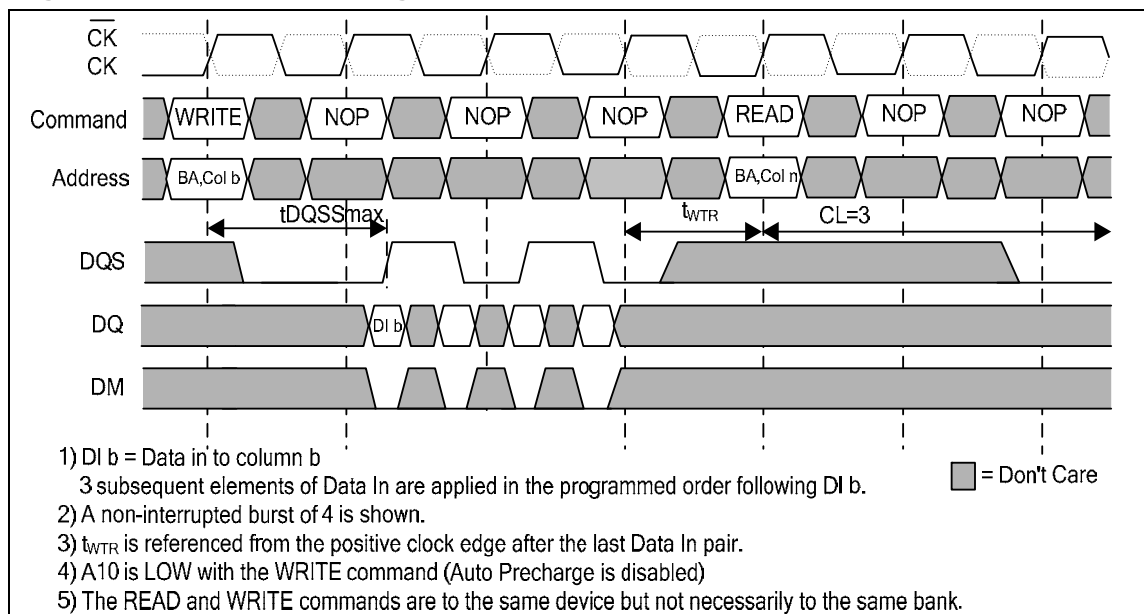 CK
CK
Command WRITE NOP NOP NOP READ NOP NOP
Address BA,Col b BA,Col n
tDQSSmax tWTR CL=3
DQS
DQ DI b
DM
1) DI b = Data in to column b
3 subsequent elements of Data In are applied in the programmed order following DI b.
= Don't Care
2) A non-interrupted burst of 4 is shown.
3) tWTR is referenced from the positive clock edge after the last Data In pair.
4) A10 is LOW with the WRITE command (Auto Precharge is disabled)
5) The READ and WRITE commands are to the same device but not necessarily to the same bank.